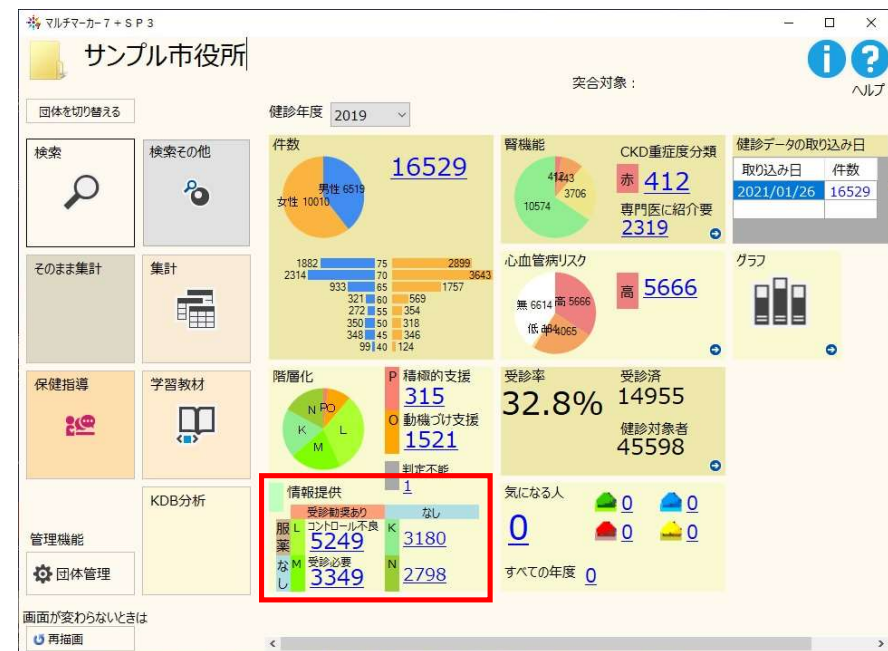 マルチマーカー7+SP3
サンプル市役所
突合対象：
ヘルプ
団体を切り替える
健診年度 2019
検索
検索その他
そのまま集計
集計
保健指導
学習教材
KDB分析
管理機能
団体管理
画面が変わらないときは
再描画
件数
16529
男性 6519
女性 10010
1882 75 2899
2314 70 3643
933 65 1757
321 60 569
272 55 354
350 50 318
348 45 346
99 40 124
腎機能
CKD重症度分類
赤 412
専門医に紹介要
2319
3706
10574
健診データの取り込み日
取り込み日 件数
2021/01/26 16529
心血管病リスク
高 5666
無 6614 高 5666
低
4065
グラフ
階層化
N P O
K L
M
P 積極的支援
315
O 動機づけ支援
1521
判定不能
1
受診率
32.8%
受診済
14955
健診対象者
45598
情報提供
受診勧奨あり なし
服薬 L コントロール不良 K
5249 3180
なし M 受診必要 N
3349 2798
気になる人
0
0 0
0 0
すべての年度 0